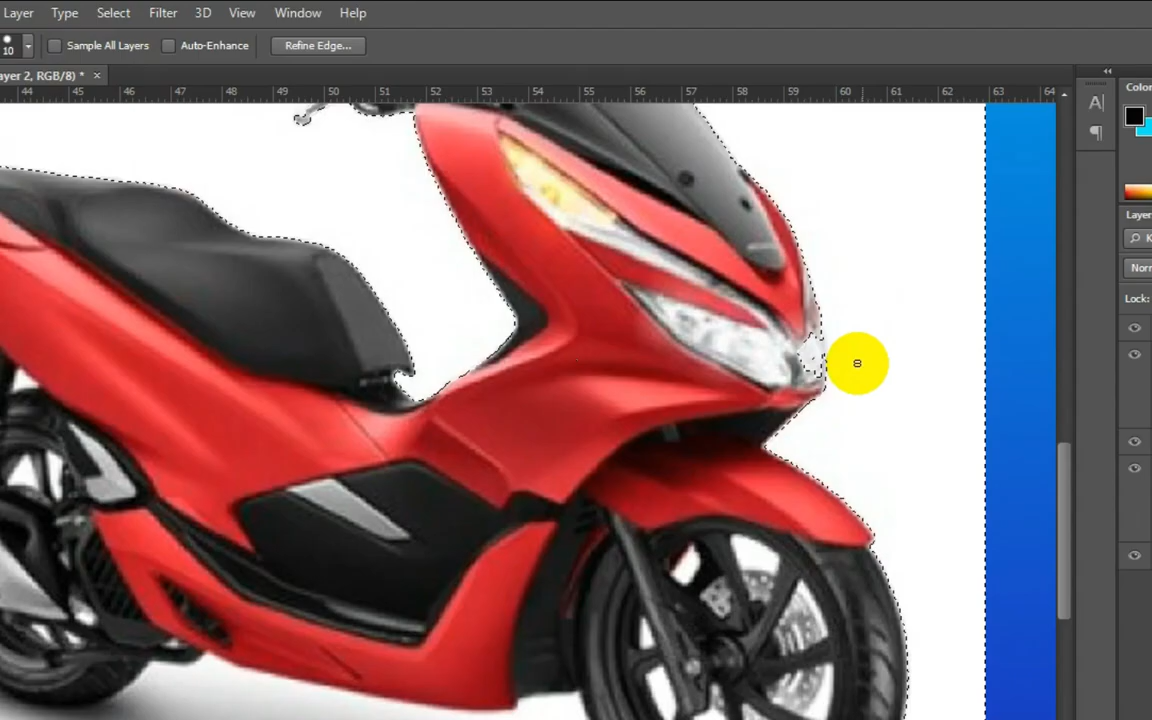 Layer Type Select Filter 3D View Window Help
10 Sample All Layers Auto-Enhance Refine Edge...
ayer 2, RGB/8) * ×
44 45 46 47 48 49 50 51 52 53 54 55 56 57 58 59 60 61 62 63 64
Color
A
¶
Layer
Norm
Lock: